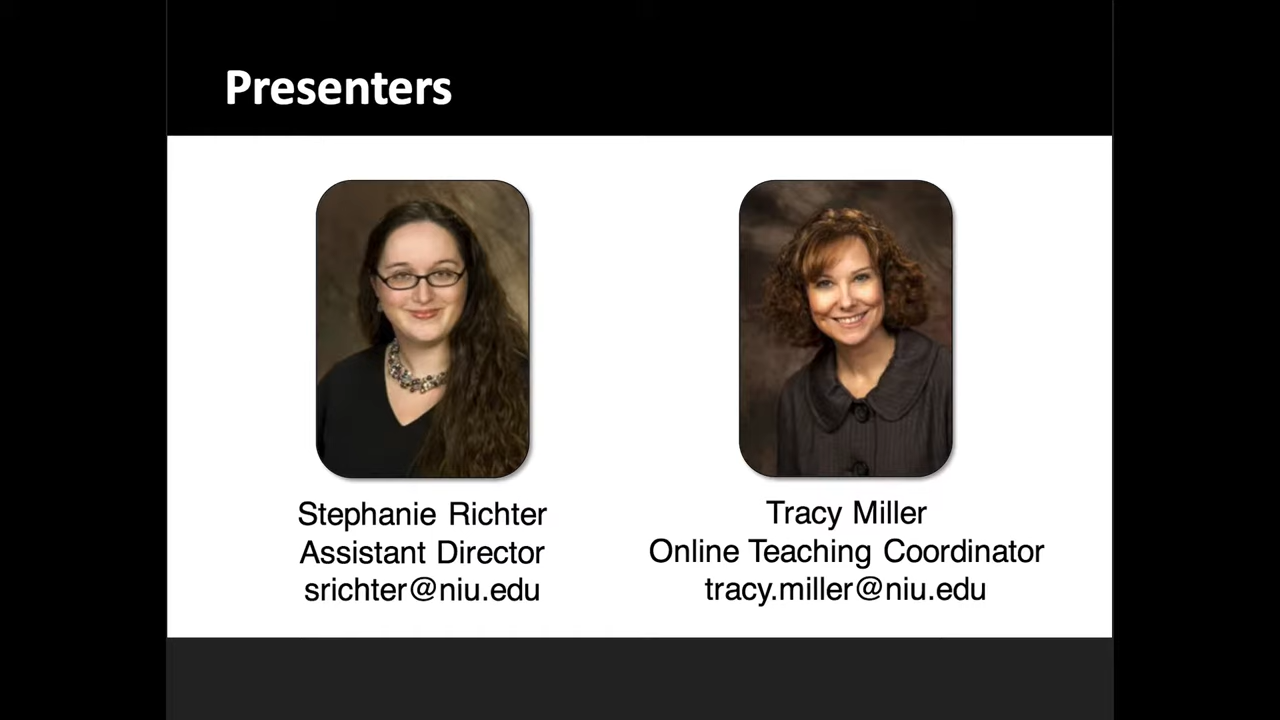 Presenters
Stephanie Richter
Assistant Director
srichter@niu.edu
Tracy Miller
Online Teaching Coordinator
tracy.miller@niu.edu